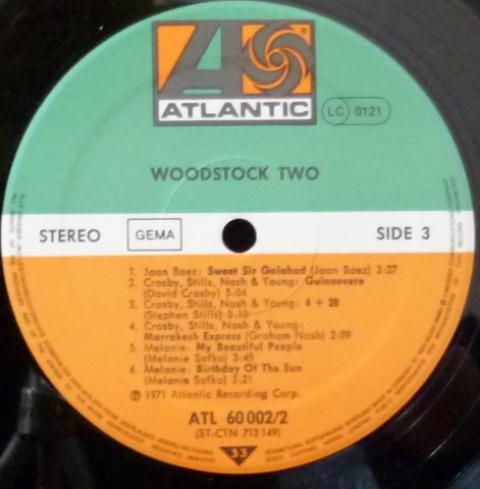 ATLANTIC
LC 0121
WOODSTOCK TWO
STEREO GEMA SIDE 3
1. Joan Baez: Sweet Sir Galahad (Joan Baez) 3:27
2. Crosby, Stills, Nash & Young: Guinnevere
(David Crosby) 5:04
3. Crosby, Stills, Nash & Young: 4 + 20
(Stephen Stills) 2:10
4. Crosby, Stills, Nash & Young:
Marrakesh Express (Graham Nash) 2:09
5. Melanie: My Beautiful People
(Melanie Safka) 3:45
6. Melanie: Birthday Of The Sun
(Melanie Safka) 3:21
℗ 1971 Atlantic Recording Corp.
ATL 60 002/2
(ST-CTN 712 149)
33